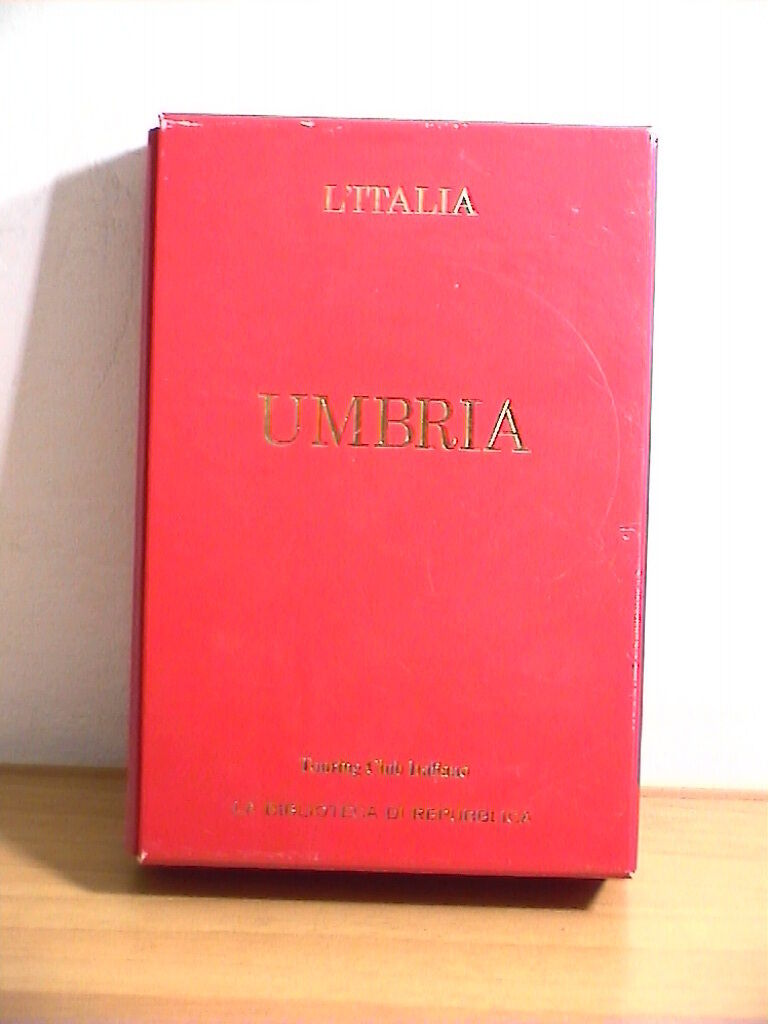 L'ITALIA
UMBRIA
Touring Club Italiano
LA BIBLIOTECA DI REPUBBLICA